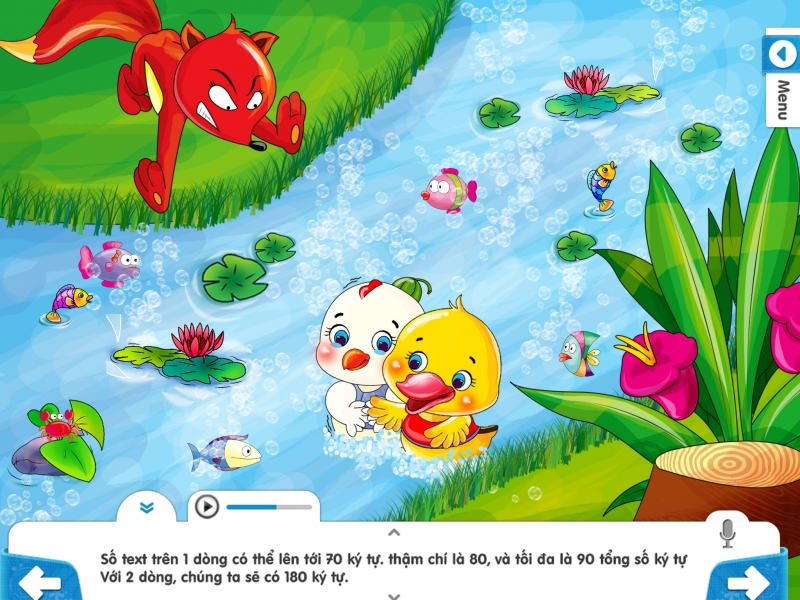 Menu
Số text trên 1 dòng có thể lên tới 70 ký tự. thậm chí là 80, và tối đa là 90 tổng số ký tự
Với 2 dòng, chúng ta sẽ có 180 ký tự.